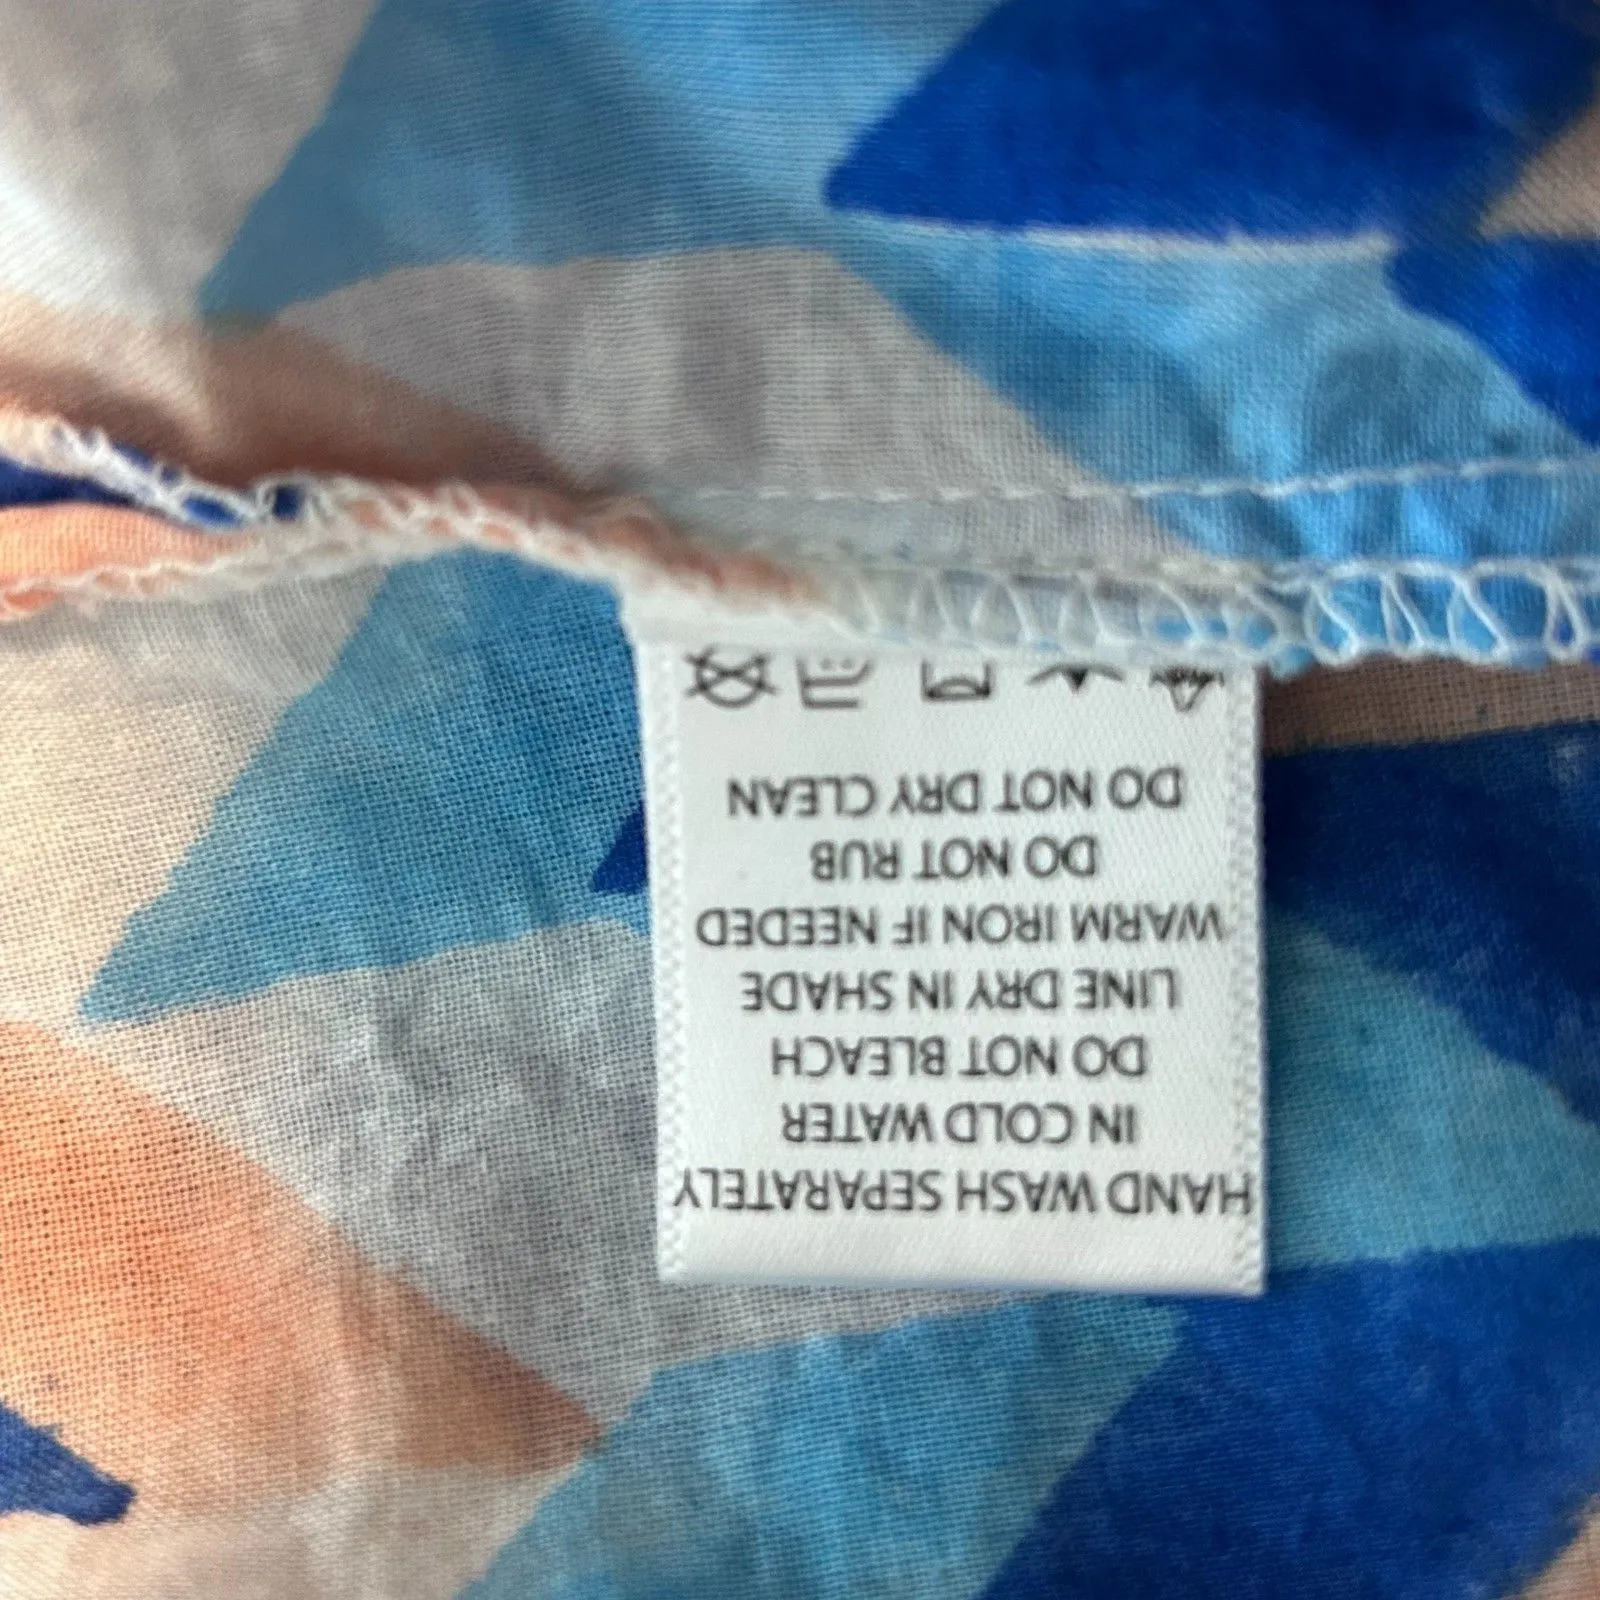 HAND WASH SEPARATELY
IN COLD WATER
DO NOT BLEACH
LINE DRY IN SHADE
WARM IRON IF NEEDED
DO NOT RUB
DO NOT DRY CLEAN